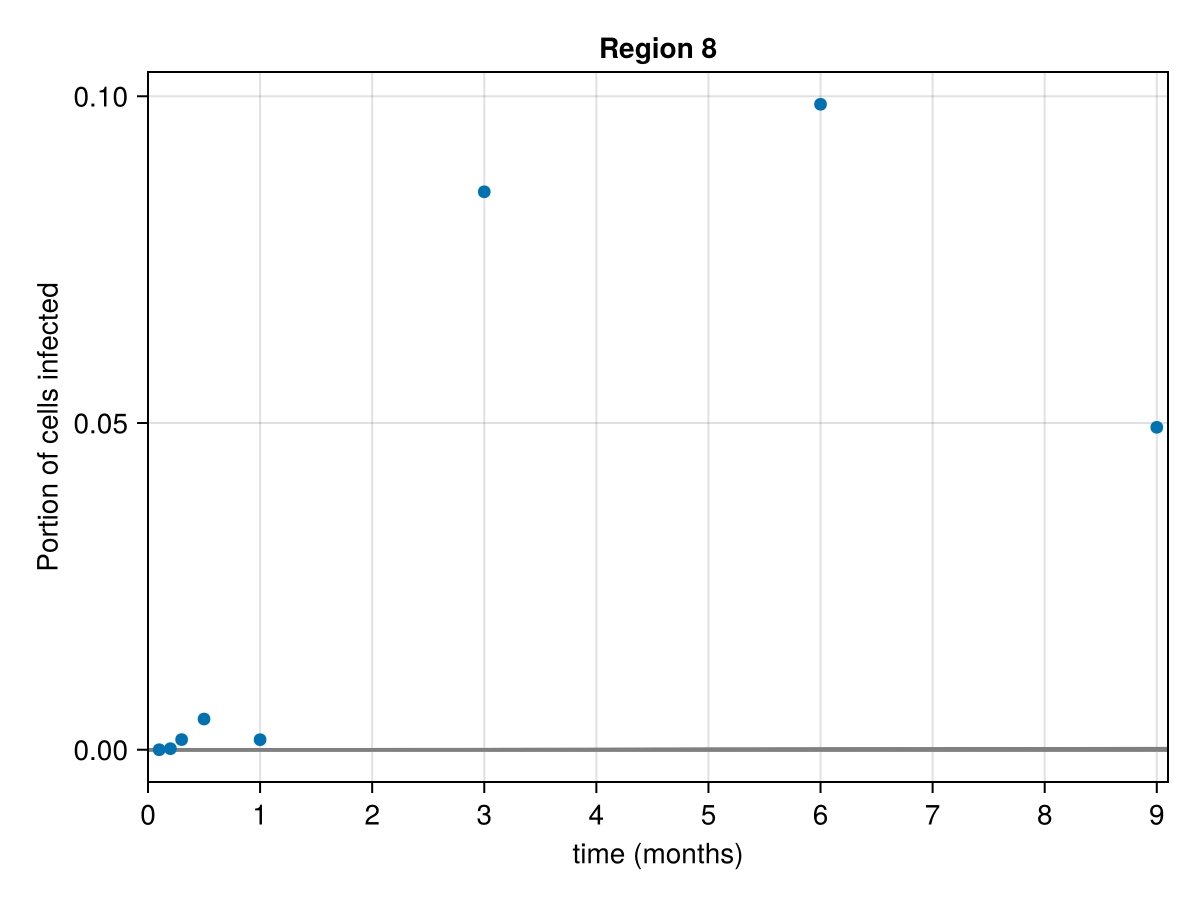 Region 8
0.10
0.05
0.00
Portion of cells infected
0 1 2 3 4 5 6 7 8 9
time (months)